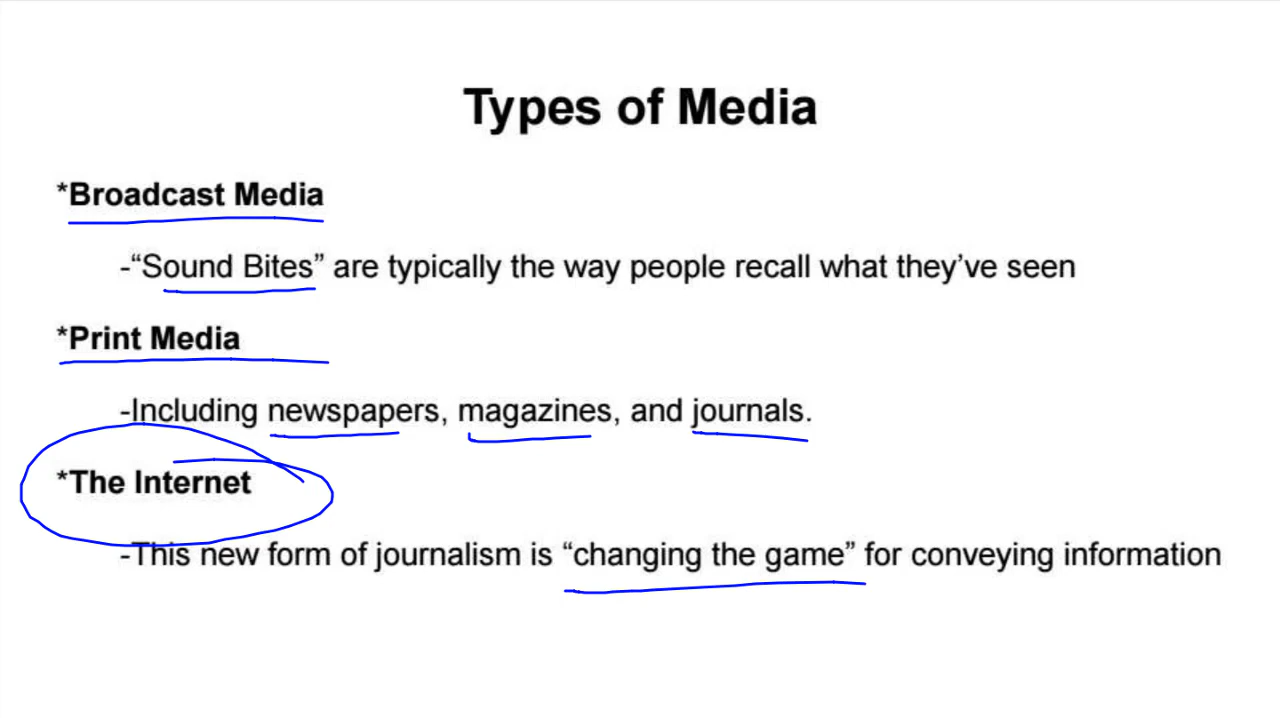 Types of Media
*Broadcast Media
-“Sound Bites” are typically the way people recall what they’ve seen
*Print Media
-Including newspapers, magazines, and journals.
*The Internet
-This new form of journalism is “changing the game” for conveying information